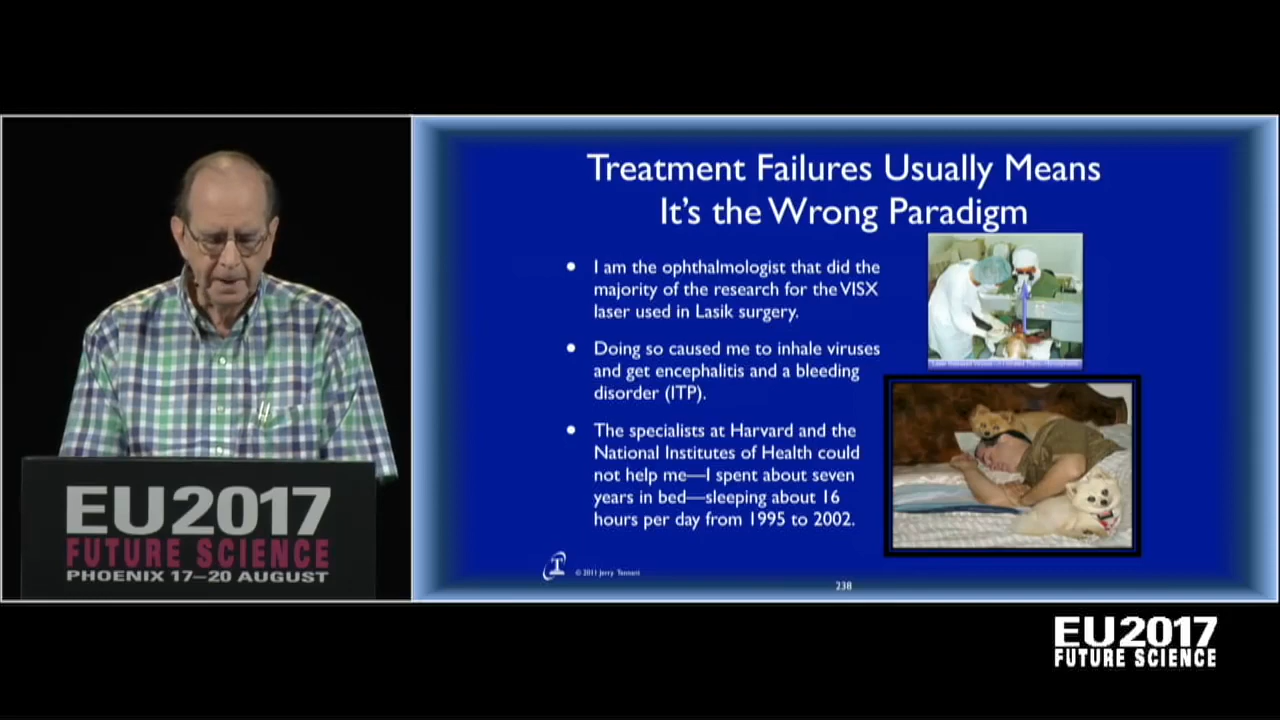 Treatment Failures Usually Means
It's the Wrong Paradigm
• I am the ophthalmologist that did the
majority of the research for the VISX
laser used in Lasik surgery.
• Doing so caused me to inhale viruses
and get encephalitis and a bleeding
disorder (ITP).
• The specialists at Harvard and the
National Institutes of Health could
not help me—I spent about seven
years in bed—sleeping about 16
hours per day from 1995 to 2002.
T
© 2011 Jerry Tennant
238
EU2017
FUTURE SCIENCE
PHOENIX 17–20 AUGUST
EU2017
FUTURE SCIENCE